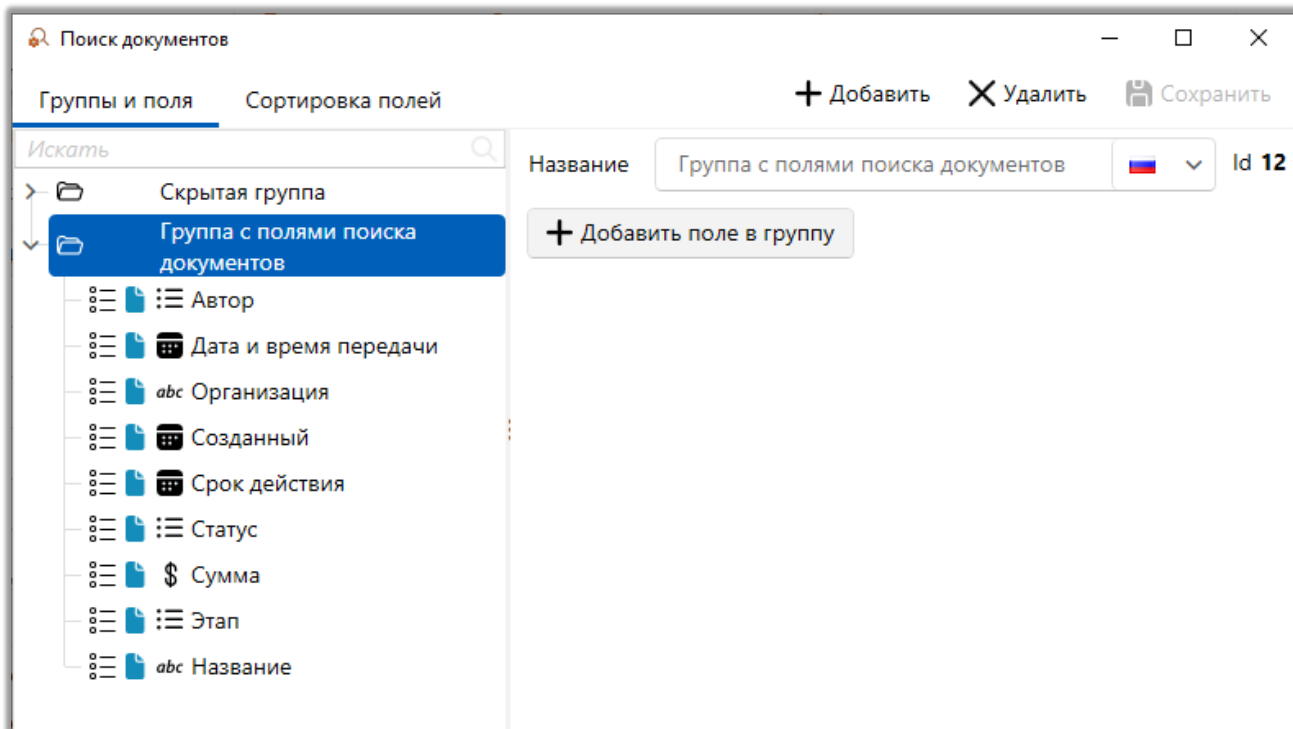 Поиск документов
Группы и поля Сортировка полей Добавить Удалить Сохранить
Искать
Название Группа с полями поиска документов Id 12
Скрытая группа
Группа с полями поиска
документов
Добавить поле в группу
Автор
Дата и время передачи
abc Организация
Созданный
Срок действия
Статус
$ Сумма
Этап
abc Название